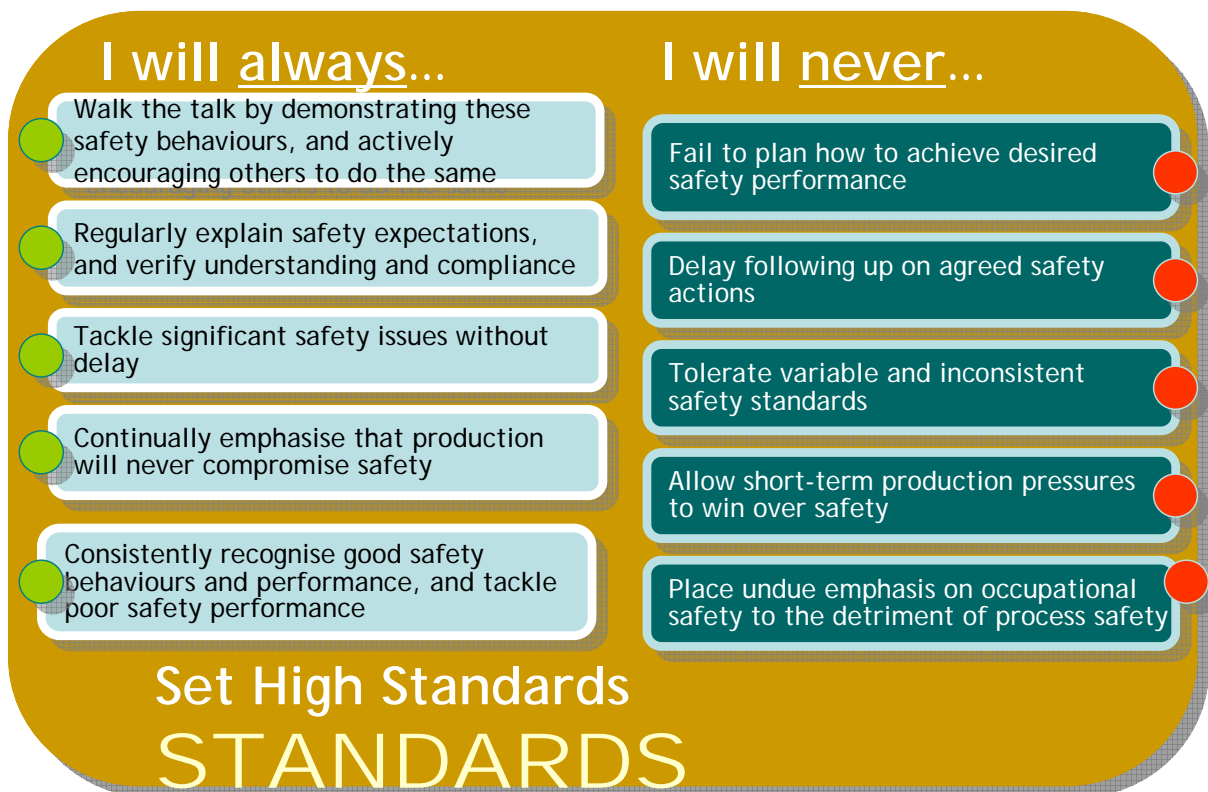 I will always...
Walk the talk by demonstrating these
safety behaviours, and actively
encouraging others to do the same
Regularly explain safety expectations,
and verify understanding and compliance
Tackle significant safety issues without
delay
Continually emphasise that production
will never compromise safety
Consistently recognise good safety
behaviours and performance, and tackle
poor safety performance
I will never...
Fail to plan how to achieve desired
safety performance
Delay following up on agreed safety
actions
Tolerate variable and inconsistent
safety standards
Allow short-term production pressures
to win over safety
Place undue emphasis on occupational
safety to the detriment of process safety
Set High Standards
STANDARDS